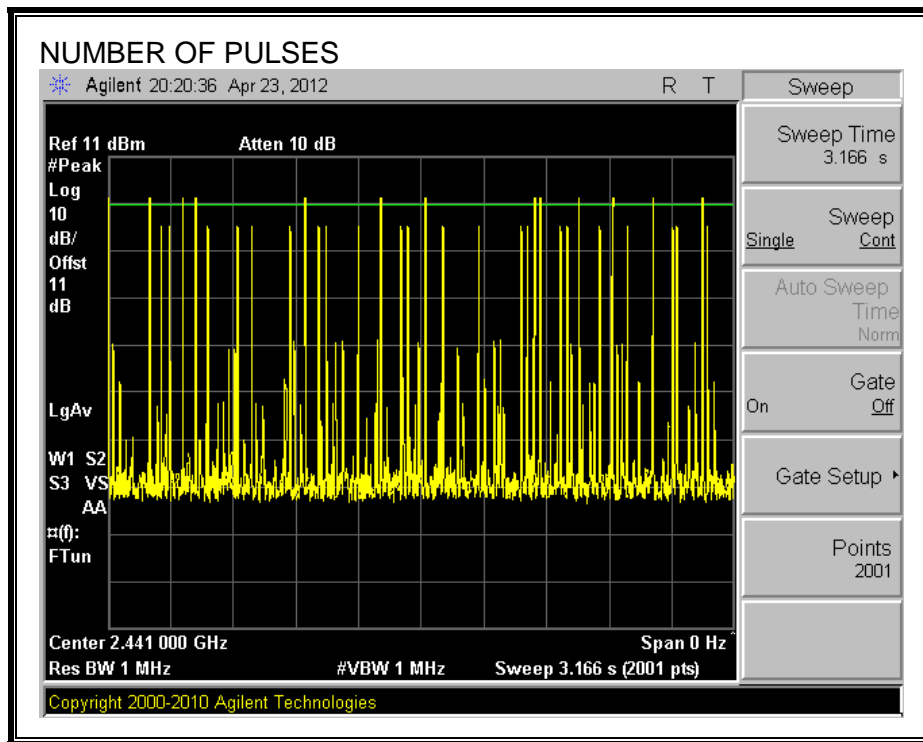 NUMBER OF PULSES
Agilent 20:20:36 Apr 23, 2012 R T
Ref 11 dBm Atten 10 dB
#Peak
Log
10
dB/
Offst
11
dB
LgAv
W1 S2
S3 VS
AA
¤(f):
FTun
Center 2.441 000 GHz Span 0 Hz^
Res BW 1 MHz #VBW 1 MHz Sweep 3.166 s (2001 pts)
Copyright 2000-2010 Agilent Technologies
Sweep
Sweep Time
3.166 s
Sweep
Single Cont
Auto Sweep
Time
Norm
Gate
On Off
Gate Setup
Points
2001